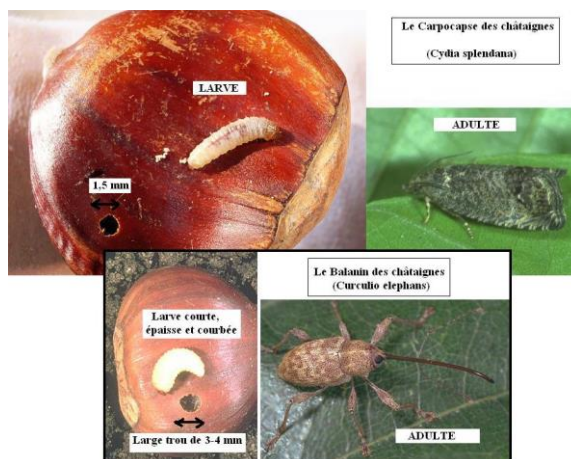 Le Carpocapse des châtaignes
(Cydia splendana)
LARVE
ADULTE
1,5 mm
Le Balanin des châtaignes
(Curculio elephans)
Larve courte,
épaisse et courbée
Large trou de 3-4 mm
ADULTE